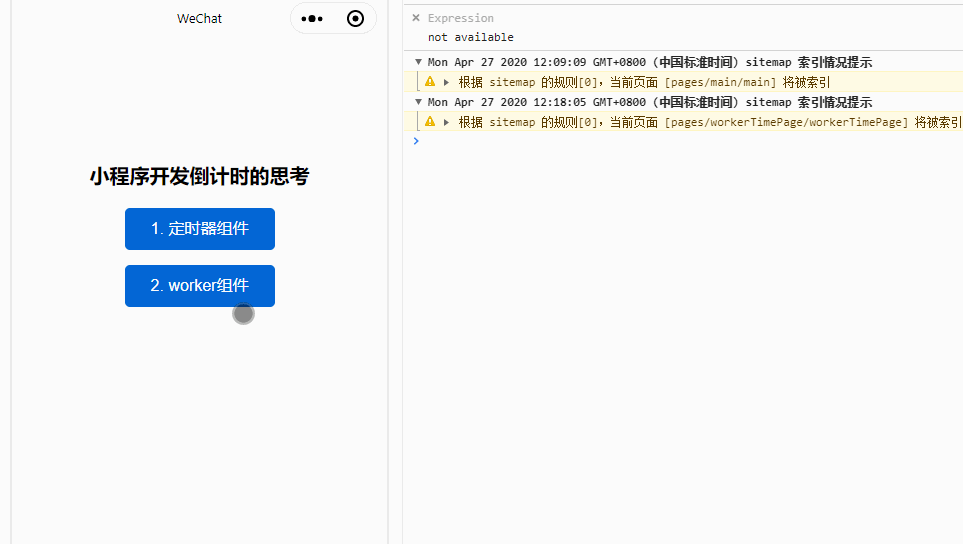 WeChat
小程序开发倒计时的思考
1. 定时器组件
2. worker组件
Expression
not available
Mon Apr 27 2020 12:09:09 GMT+0800 (中国标准时间) sitemap 索引情况提示
根据 sitemap 的规则[0]，当前页面 [pages/main/main] 将被索引
Mon Apr 27 2020 12:18:05 GMT+0800 (中国标准时间) sitemap 索引情况提示
根据 sitemap 的规则[0]，当前页面 [pages/workerTimePage/workerTimePage] 将被索引